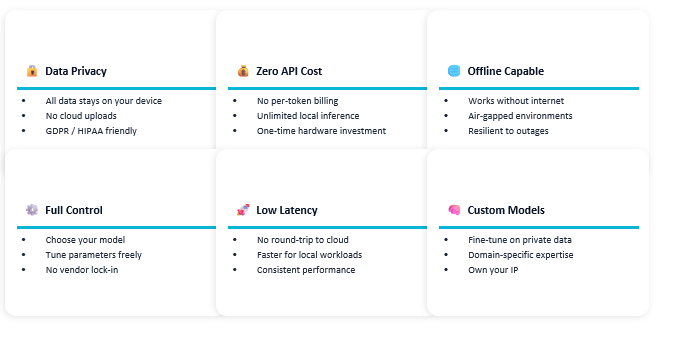 Data Privacy
• All data stays on your device
• No cloud uploads
• GDPR / HIPAA friendly
Zero API Cost
• No per-token billing
• Unlimited local inference
• One-time hardware investment
Offline Capable
• Works without internet
• Air-gapped environments
• Resilient to outages
Full Control
• Choose your model
• Tune parameters freely
• No vendor lock-in
Low Latency
• No round-trip to cloud
• Faster for local workloads
• Consistent performance
Custom Models
• Fine-tune on private data
• Domain-specific expertise
• Own your IP